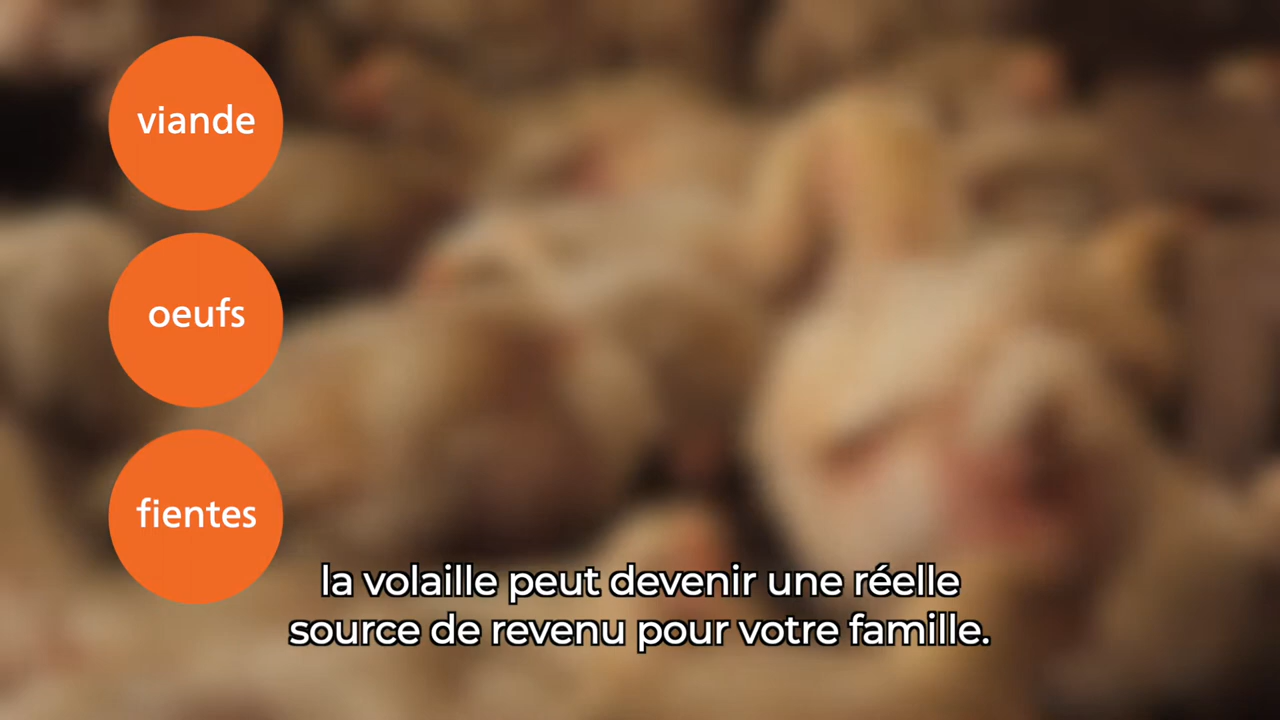 viande
oeufs
fientes
la volaille peut devenir une réelle
source de revenu pour votre famille.